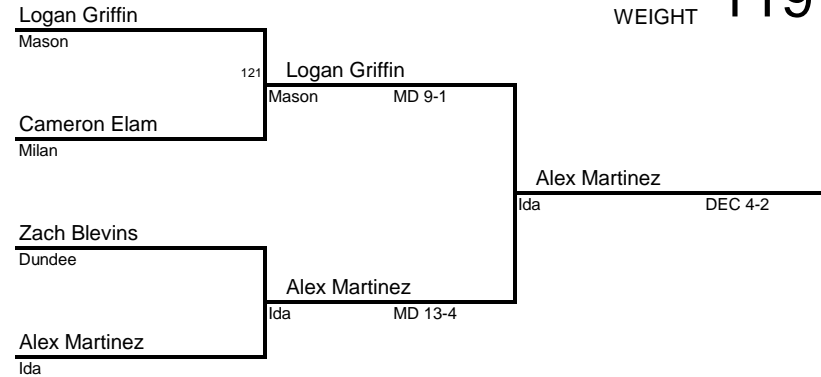 WEIGHT 119
Logan Griffin
Mason
121
Logan Griffin
Mason MD 9-1
Cameron Elam
Milan
Alex Martinez
Ida DEC 4-2
Zach Blevins
Dundee
Alex Martinez
Ida MD 13-4
Alex Martinez
Ida